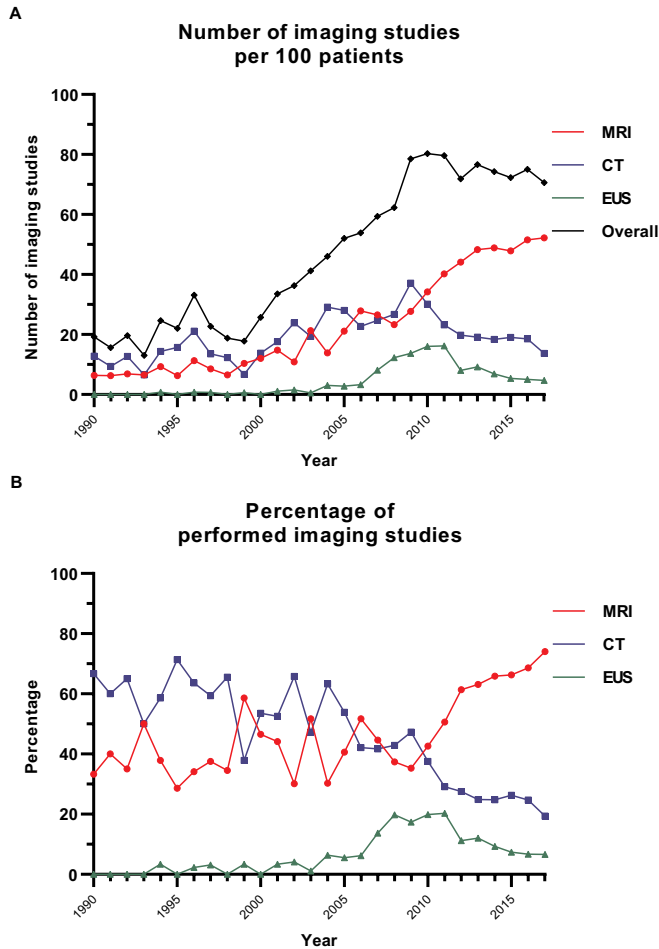 A
Number of imaging studies
per 100 patients
Number of imaging studies
100
80
60
40
20
0
1990
1995
2000
2005
2010
2015
Year
MRI
CT
EUS
Overall
B
Percentage of
performed imaging studies
Percentage
100
80
60
40
20
0
1990
1995
2000
2005
2010
2015
Year
MRI
CT
EUS